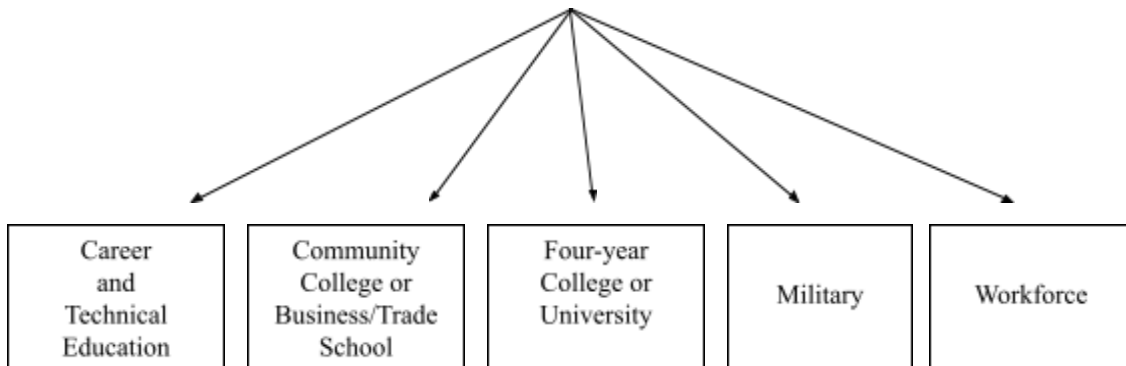 Career
and
Technical
Education
Community
College or
Business/Trade
School
Four-year
College or
University
Military
Workforce